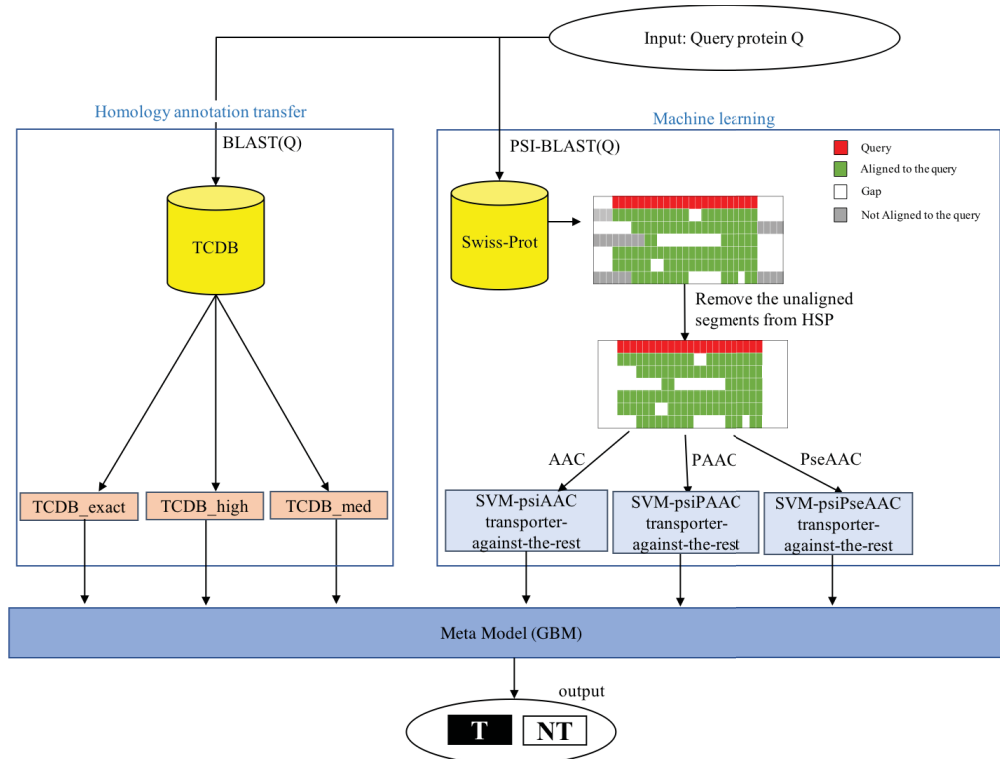 Input: Query protein Q
Homology annotation transfer
BLAST(Q)
TCDB
TCDB_exact
TCDB_high
TCDB_med
Machine learning
PSI-BLAST(Q)
Query
Aligned to the query
Gap
Not Aligned to the query
Swiss-Prot
Remove the unaligned
segments from HSP
AAC
PAAC
PseAAC
SVM-psiAAC
transporter-
against-the-rest
SVM-psiPAAC
transporter-
against-the-rest
SVM-psiPseAAC
transporter-
against-the-rest
Meta Model (GBM)
output
T
NT